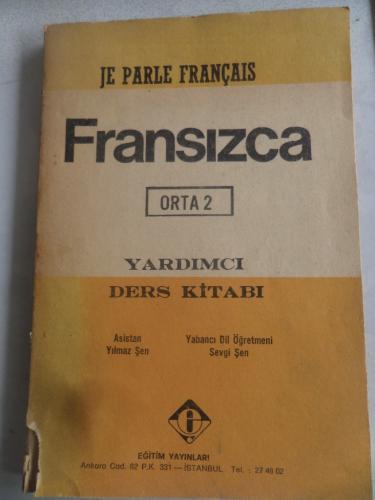 JE PARLE FRANÇAIS
Fransızca
ORTA 2
YARDIMCI
DERS KİTABI
Asistan
Yılmaz Şen
Yabancı Dil Öğretmeni
Sevgi Şen
EĞİTİM YAYINLARI
Ankara Cad. 62 P.K. 331 — İSTANBUL Tel. : 27 46 02